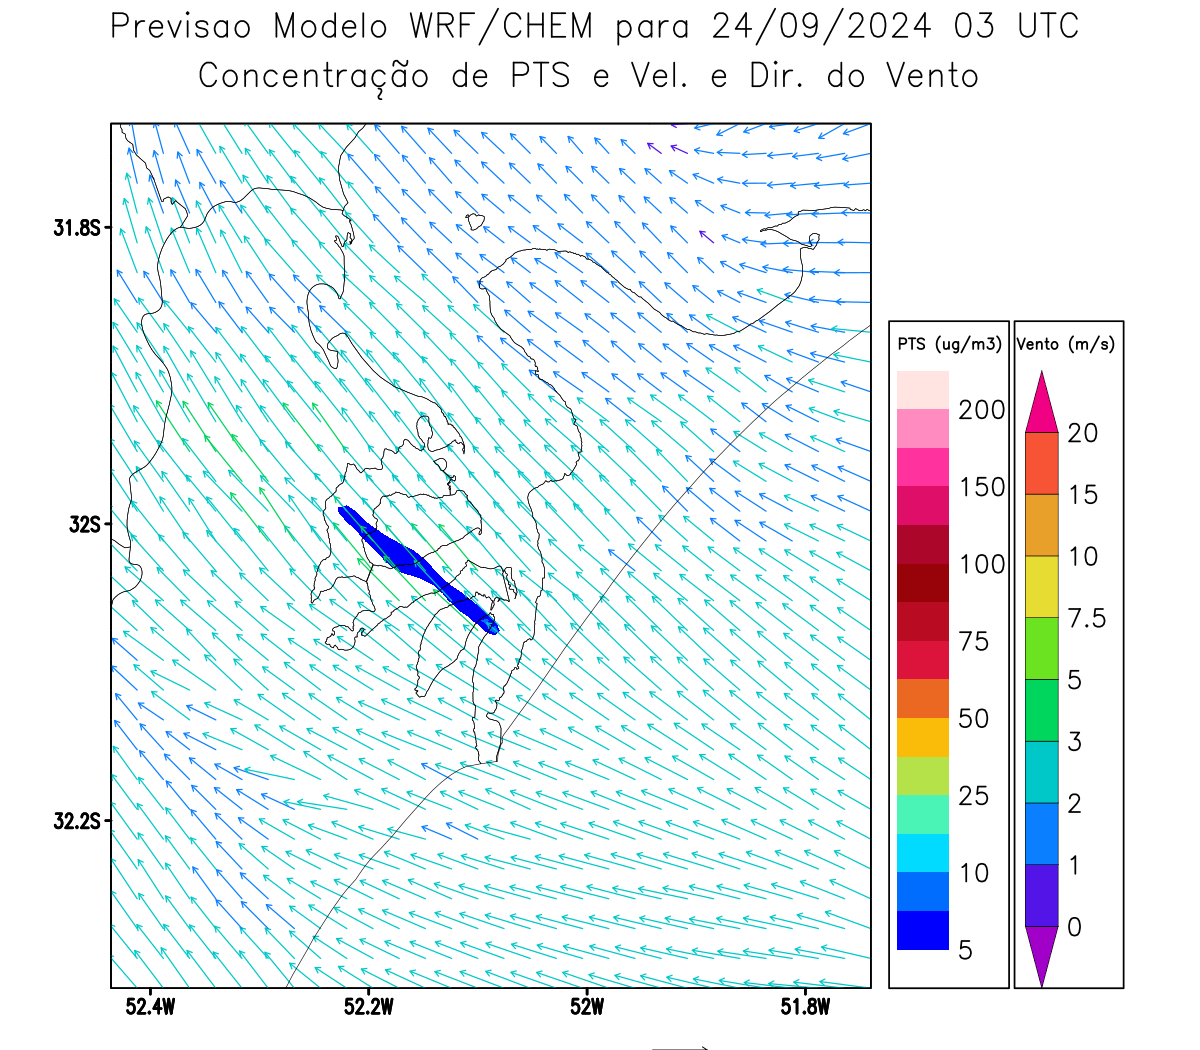 Previsao Modelo WRF/CHEM para 24/09/2024 03 UTC
Concentração de PTS e Vel. e Dir. do Vento
31.8S
32S
32.2S
52.4W 52.2W 52W 51.8W
PTS (ug/m3)
200
150
100
75
50
25
10
5
Vento (m/s)
20
15
10
7.5
5
3
2
1
0